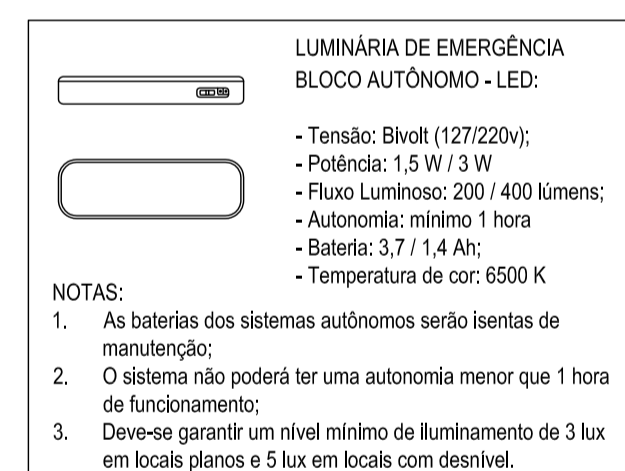 LUMINÁRIA DE EMERGÊNCIA
BLOCO AUTÔNOMO - LED:
- Tensão: Bivolt (127/220v);
- Potência: 1,5 W / 3 W
- Fluxo Luminoso: 200 / 400 lúmens;
- Autonomia: mínimo 1 hora
- Bateria: 3,7 / 1,4 Ah;
- Temperatura de cor: 6500 K
NOTAS:
1. As baterias dos sistemas autônomos serão isentas de
manutenção;
2. O sistema não poderá ter uma autonomia menor que 1 hora
de funcionamento;
3. Deve-se garantir um nível mínimo de iluminamento de 3 lux
em locais planos e 5 lux em locais com desnível.